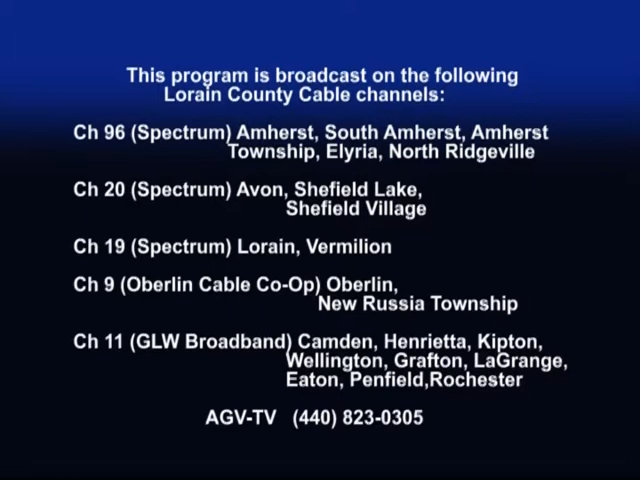 This program is broadcast on the following
Lorain County Cable channels:
Ch 96 (Spectrum) Amherst, South Amherst, Amherst
Township, Elyria, North Ridgeville
Ch 20 (Spectrum) Avon, Shefield Lake,
Shefield Village
Ch 19 (Spectrum) Lorain, Vermilion
Ch 9 (Oberlin Cable Co-Op) Oberlin,
New Russia Township
Ch 11 (GLW Broadband) Camden, Henrietta, Kipton,
Wellington, Grafton, LaGrange,
Eaton, Penfield,Rochester
AGV-TV (440) 823-0305